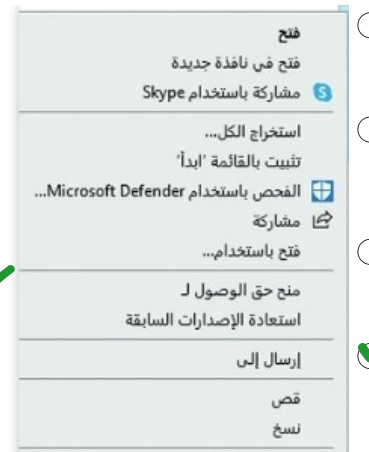 فتح
فتح في نافذة جديدة
مشاركة باستخدام Skype
استخراج الكل...
تثبيت بالقائمة 'ابدأ'
الفحص باستخدام Microsoft Defender...
مشاركة
فتح باستخدام...
منح حق الوصول لـ
استعادة الإصدارات السابقة
إرسال إلى
قص
نسخ